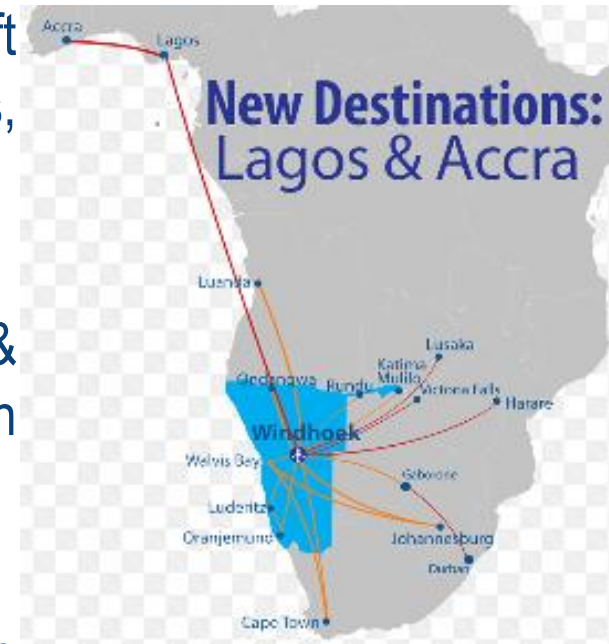 ft
Accra
Lagos
s,
New Destinations:
Lagos & Accra
Luanda
&
Lusaka
Katima
Mulilo
Ondangwa
Rundu
Victoria Falls
Harare
n
Windhoek
Walvis Bay
Gaborone
Luderitz
Oranjemund
Johannesburg
Durban
Cape Town